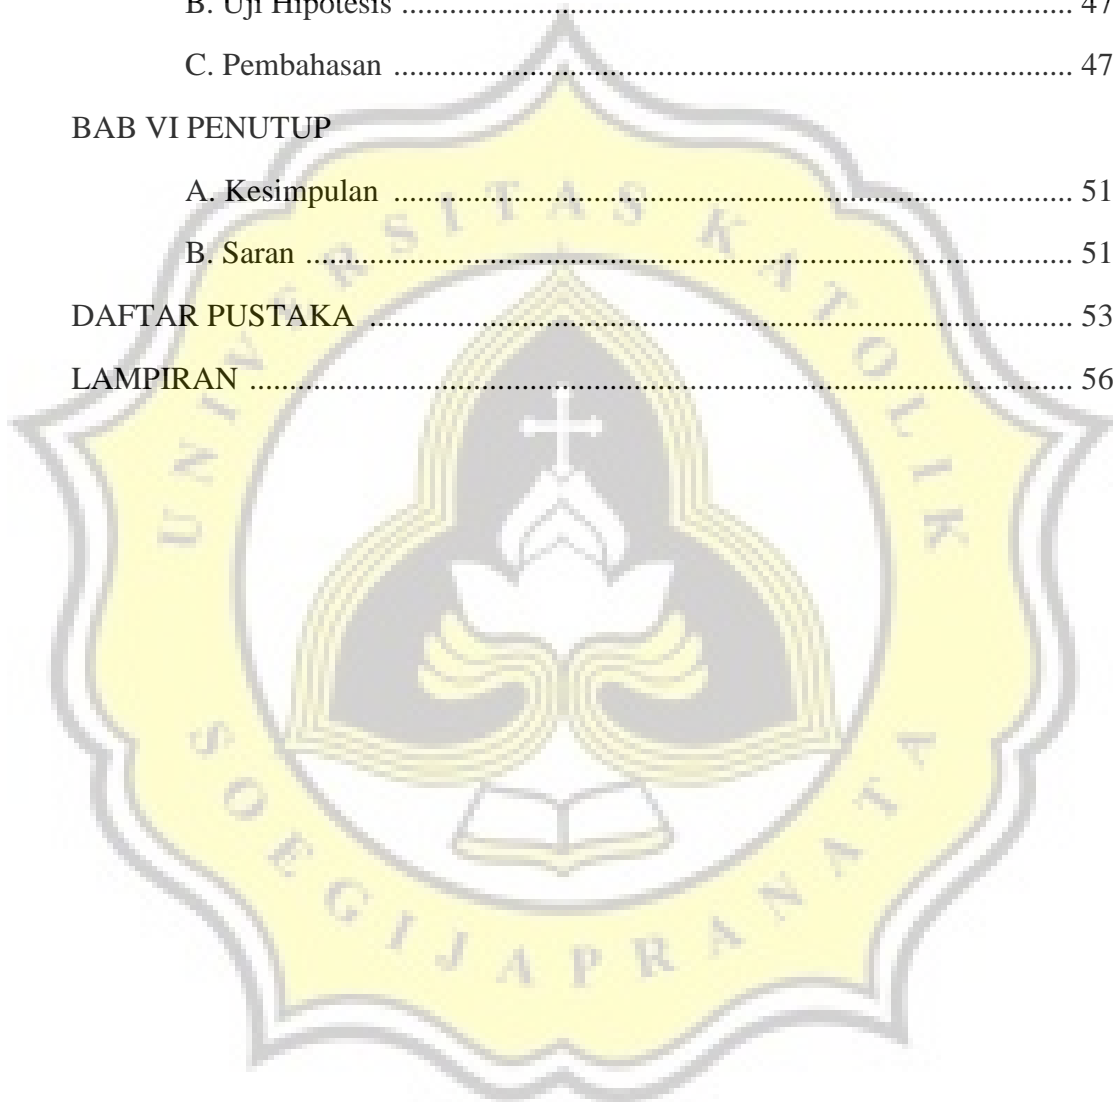 B. Uji Hipotesis .................................................................................... 47
C. Pembahasan .................................................................................... 47
BAB VI PENUTUP
A. Kesimpulan .................................................................................... 51
B. Saran ............................................................................................... 51
DAFTAR PUSTAKA ...................................................................................... 53
LAMPIRAN ..................................................................................................... 56
UNIVERSITAS KATOLIK
SOEGIJAPRANATA